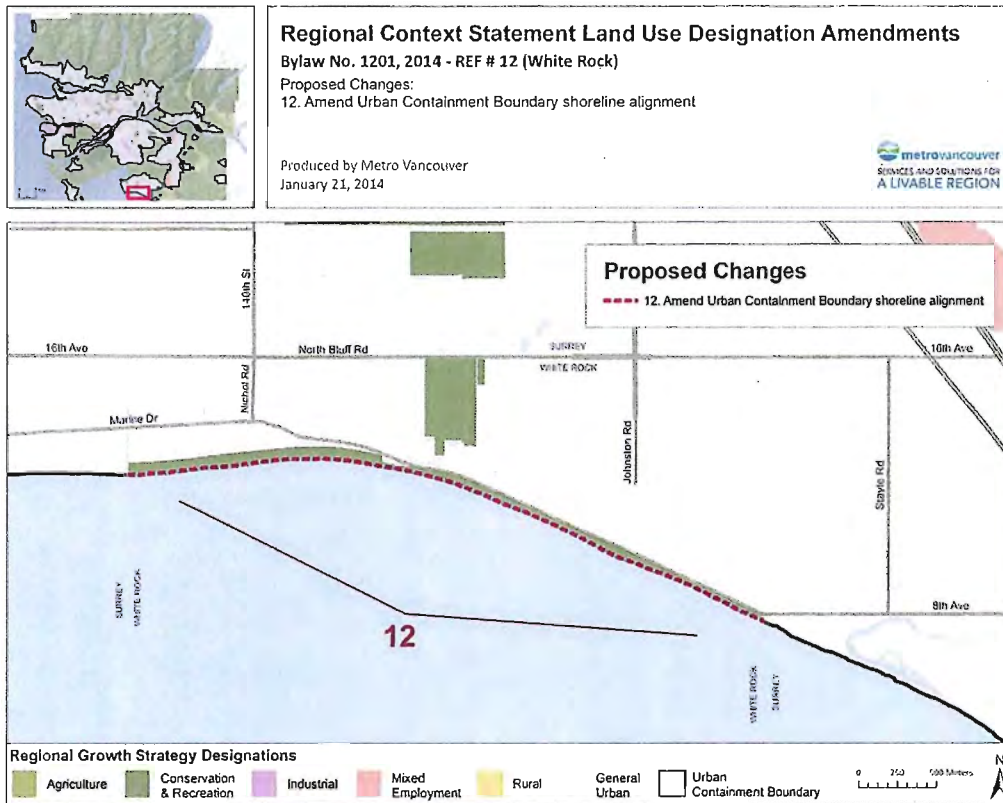 Regional Context Statement Land Use Designation Amendments
Bylaw No. 1201, 2014 - REF # 12 (White Rock)
Proposed Changes:
12. Amend Urban Containment Boundary shoreline alignment
Produced by Metro Vancouver
January 21, 2014
metrovancouver
SERVICES AND SOLUTIONS FOR
A LIVABLE REGION
Proposed Changes
12. Amend Urban Containment Boundary shoreline alignment
140th St
16th Ave
North Bluff Rd
SURREY
WHITE ROCK
16th Ave
Nichol Rd
Marine Dr
Johnston Rd
Stayte Rd
8th Ave
SURREY
WHITE ROCK
12
WHITE ROCK
SURREY
Regional Growth Strategy Designations
Agriculture
Conservation
& Recreation
Industrial
Mixed
Employment
Rural
General
Urban
Urban
Containment Boundary
0 250 500 Meters
N